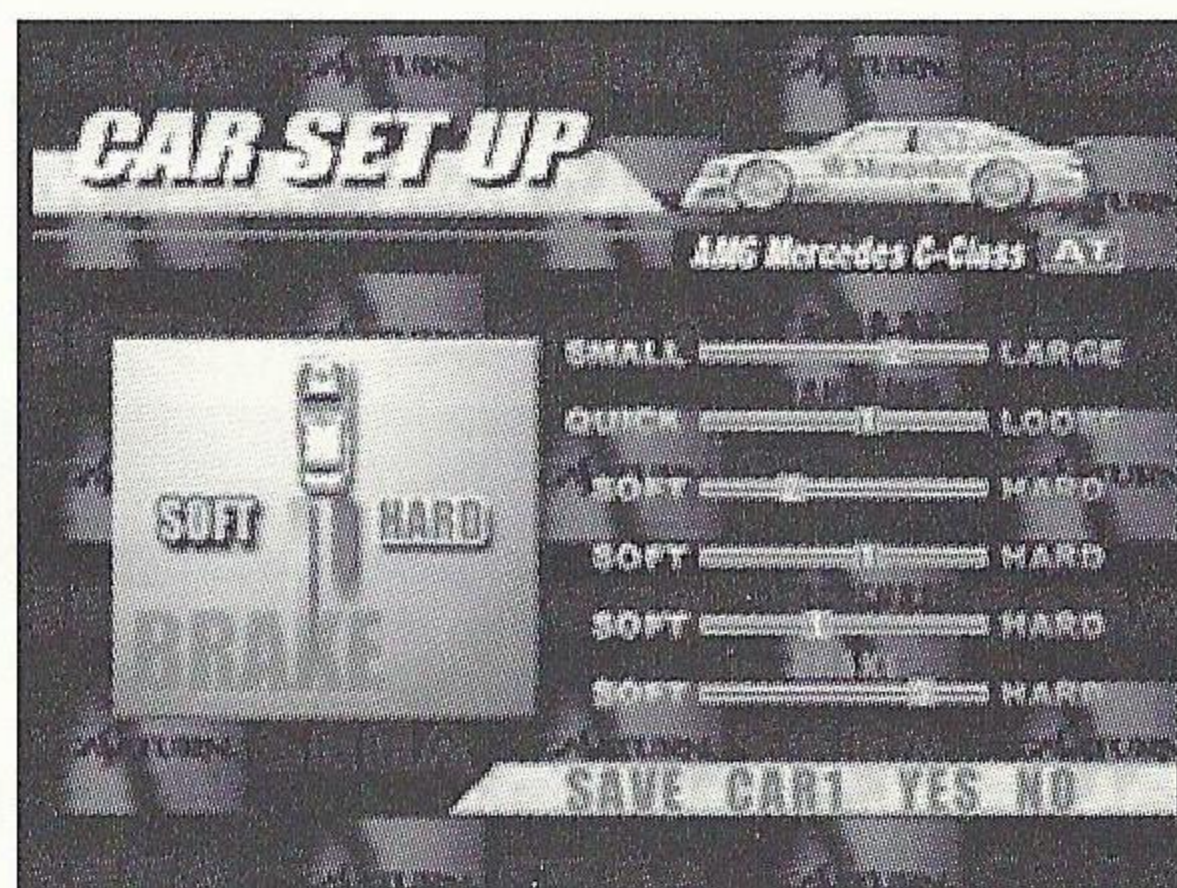 CAR SET UP
AMG Mercedes C-Class AT
SMALL LARGE
QUICK
SOFT HARD
SOFT HARD
SOFT HARD
SOFT HARD
SOFT HARD
BRAKE
SAVE CAR1 YES NO